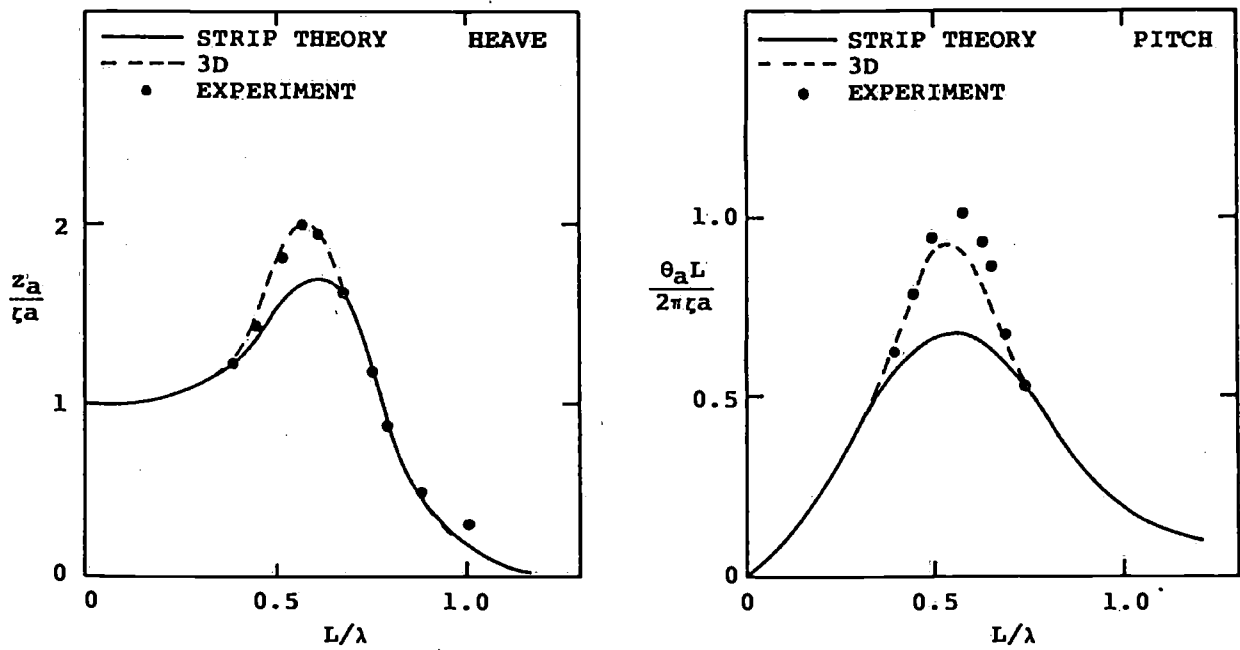 STRIP THEORY HEAVE
3D
EXPERIMENT
2
1
0
z_a
ζa
0 0.5 1.0
L/λ
STRIP THEORY PITCH
3D
EXPERIMENT
1.0
0.5
0
θ_a L
2πζa
0 0.5 1.0
L/λ